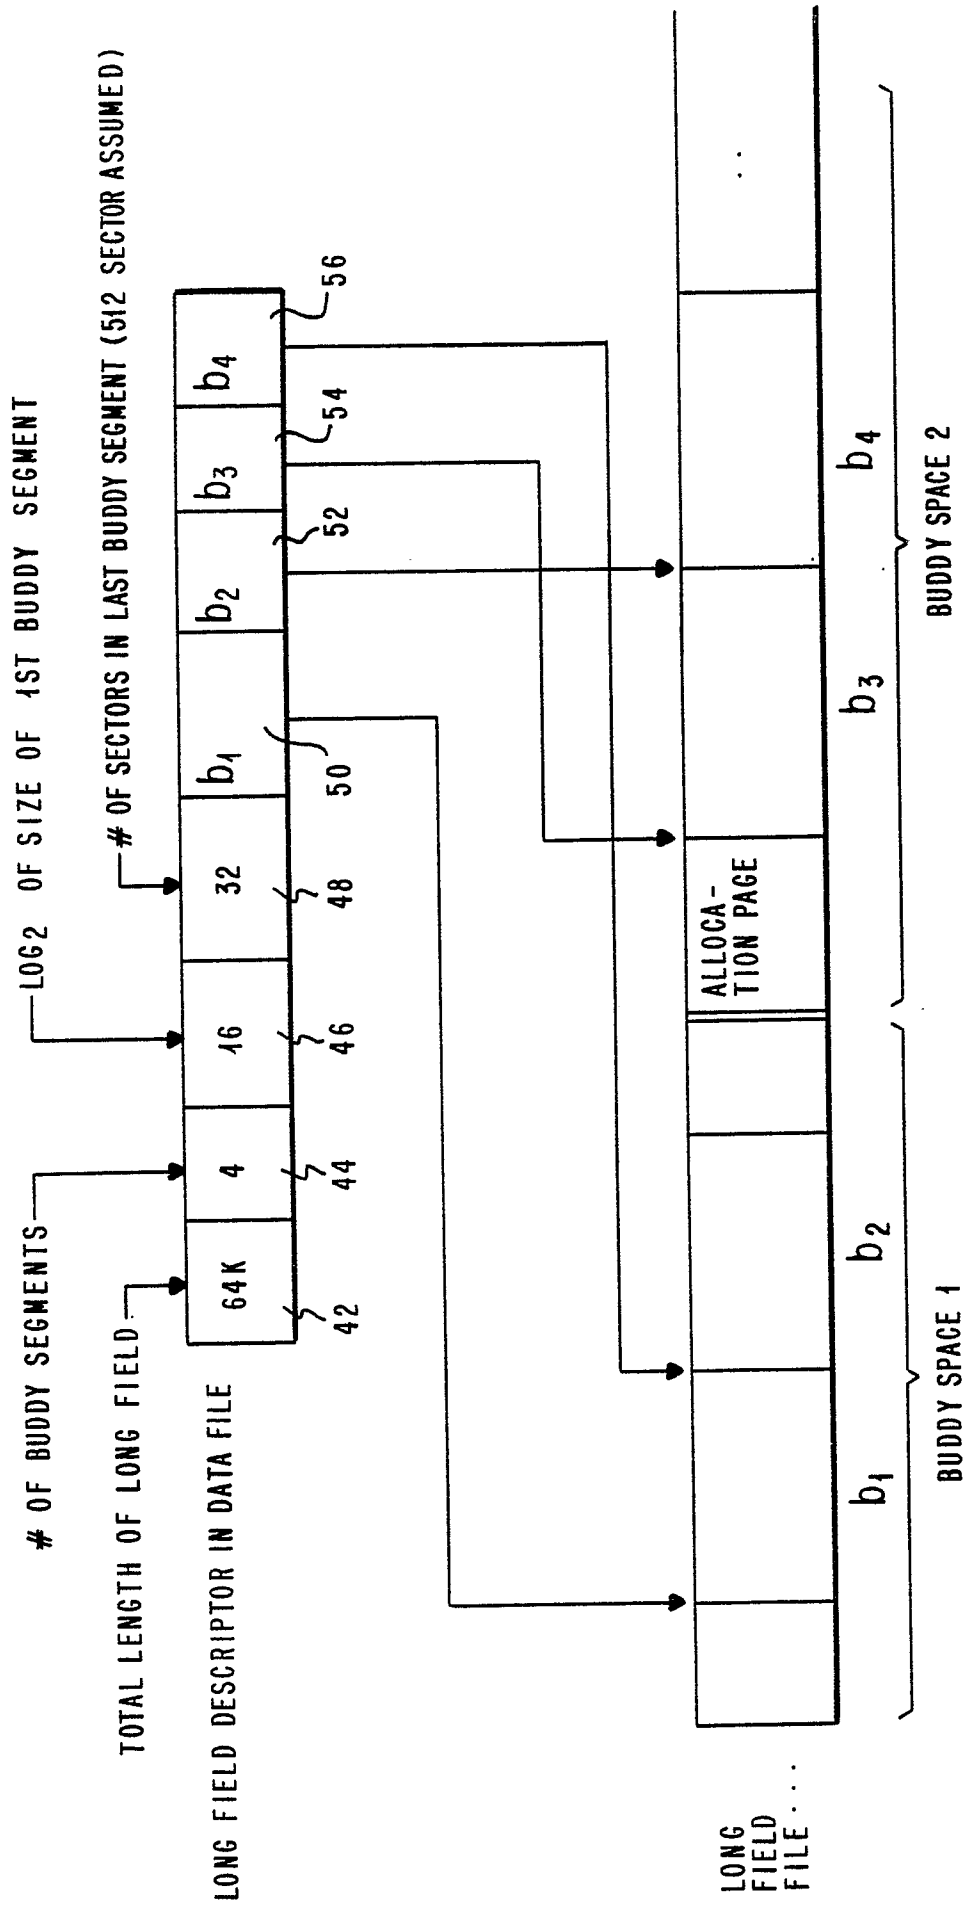 # OF BUDDY SEGMENTS
LOG2 OF SIZE OF 1ST BUDDY SEGMENT
TOTAL LENGTH OF LONG FIELD
# OF SECTORS IN LAST BUDDY SEGMENT (512 SECTOR ASSUMED)
LONG FIELD DESCRIPTOR IN DATA FILE
64K 4 16 32 b1 b2 b3 b4
42 44 46 48 50 52 54 56
LONG
FIELD
FILE . . . .
ALLOCA-
TION PAGE
. .
b1 b2 b3 b4
BUDDY SPACE 1
BUDDY SPACE 2